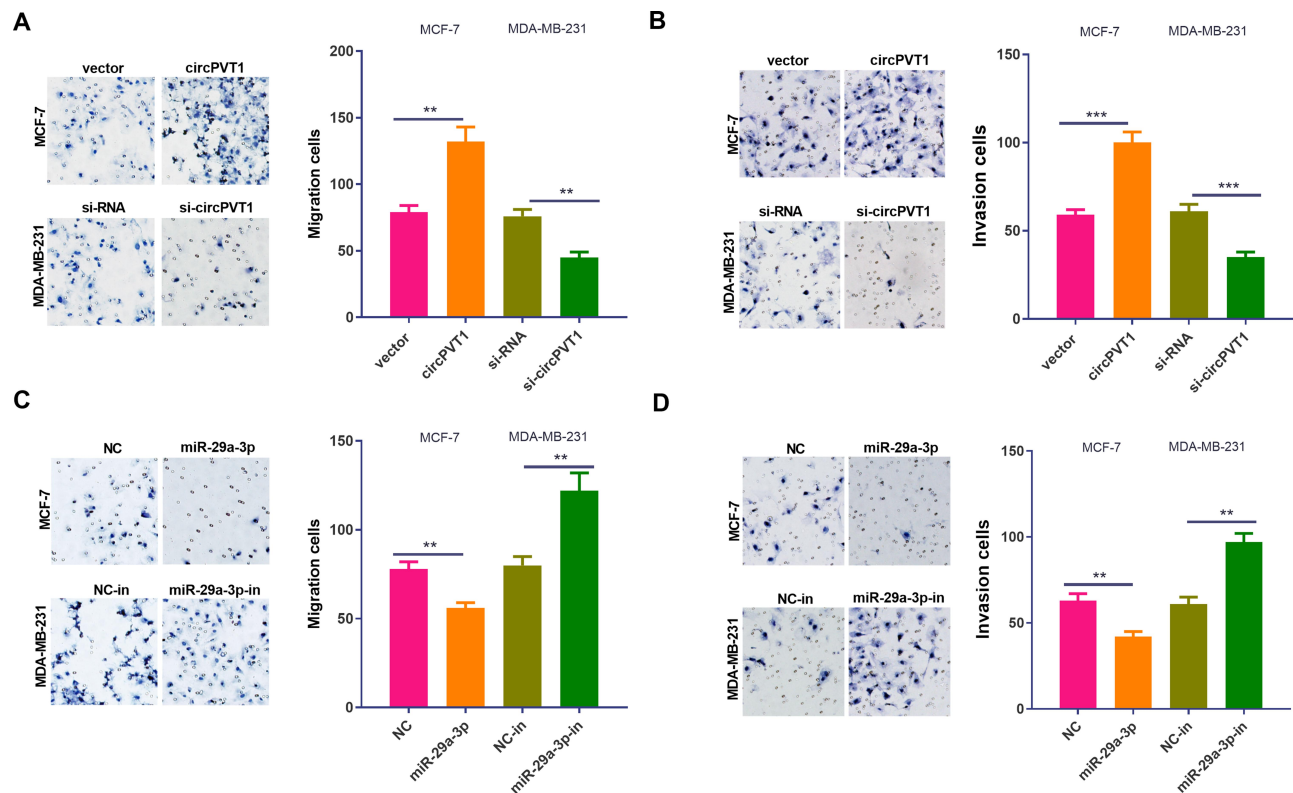 A
MCF-7 MDA-MB-231
vector circPVT1
MCF-7
si-RNA si-circPVT1
MDA-MB-231
Migration cells
200
150
100
50
0
** **
vector circPVT1 si-RNA si-circPVT1
B
MCF-7 MDA-MB-231
vector circPVT1
MCF-7
si-RNA si-circPVT1
MDA-MB-231
Invasion cells
150
100
50
0
*** ***
vector circPVT1 si-RNA si-circPVT1
C
MCF-7 MDA-MB-231
NC miR-29a-3p
MCF-7
NC-in miR-29a-3p-in
MDA-MB-231
Migration cells
150
100
50
0
** **
NC miR-29a-3p NC-in miR-29a-3p-in
D
MCF-7 MDA-MB-231
NC miR-29a-3p
MCF-7
NC-in miR-29a-3p-in
MDA-MB-231
Invasion cells
150
100
50
0
** **
NC miR-29a-3p NC-in miR-29a-3p-in